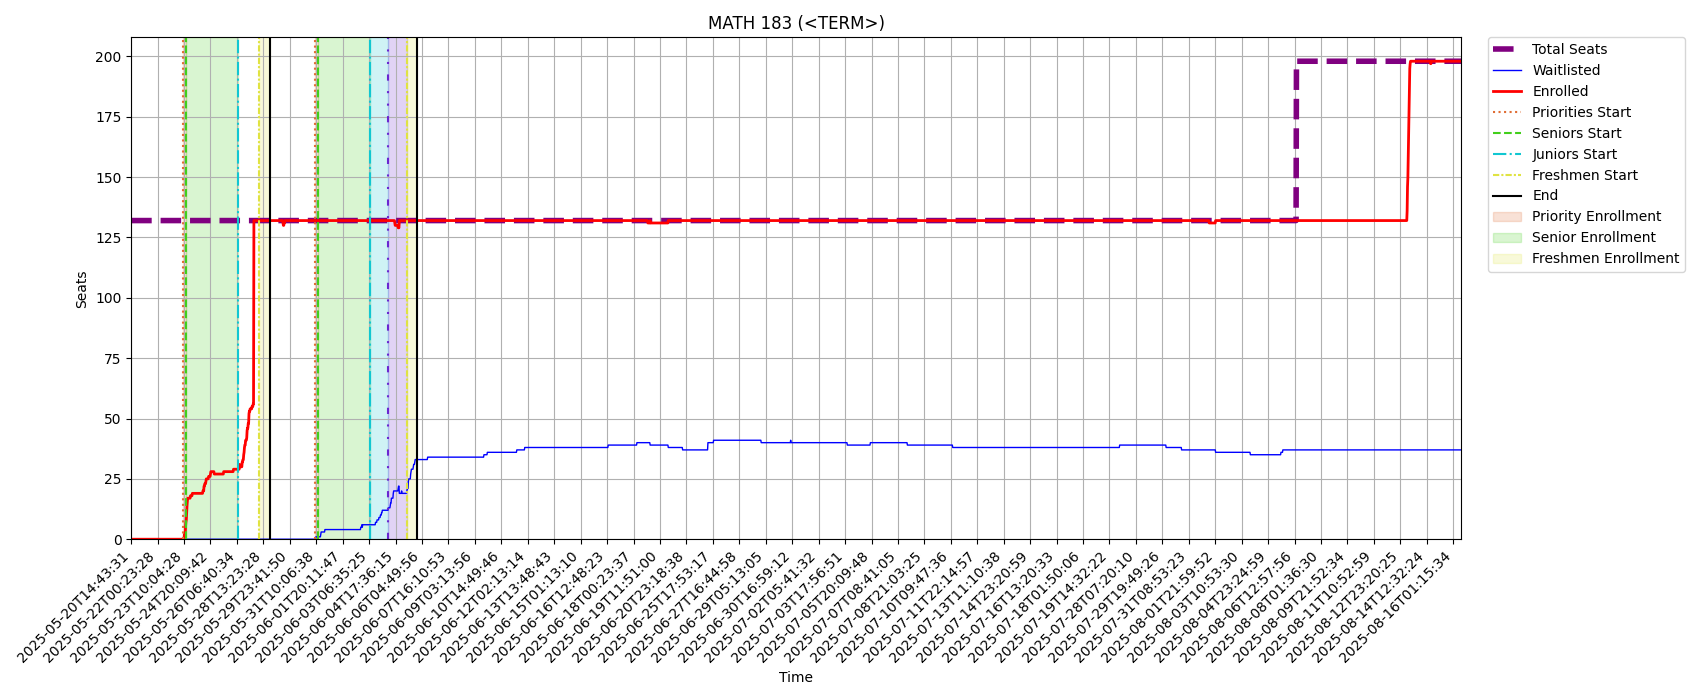 MATH 183 (<TERM>)
Total Seats
Waitlisted
Enrolled
Priorities Start
Seniors Start
Juniors Start
Freshmen Start
End
Priority Enrollment
Senior Enrollment
Freshmen Enrollment
Seats
200
175
150
125
100
75
50
25
0
2025-05-20T14:43:31
2025-05-22T00:23:28
2025-05-23T10:04:28
2025-05-24T20:09:42
2025-05-26T06:40:34
2025-05-28T13:23:28
2025-05-29T23:41:50
2025-05-31T10:06:38
2025-06-01T20:11:47
2025-06-03T06:35:25
2025-06-04T17:36:15
2025-06-06T04:49:56
2025-06-07T16:10:53
2025-06-09T03:13:56
2025-06-10T14:49:46
2025-06-12T02:13:14
2025-06-13T13:48:43
2025-06-15T01:13:10
2025-06-16T12:48:23
2025-06-18T00:23:37
2025-06-19T11:51:00
2025-06-20T23:18:38
2025-06-25T17:53:17
2025-06-27T16:44:58
2025-06-29T05:13:05
2025-06-30T16:59:12
2025-07-02T05:41:32
2025-07-03T17:56:51
2025-07-05T20:09:48
2025-07-07T08:41:05
2025-07-08T21:03:25
2025-07-10T09:47:36
2025-07-11T22:14:57
2025-07-13T11:10:38
2025-07-14T23:20:59
2025-07-16T13:20:33
2025-07-18T01:50:06
2025-07-19T14:32:22
2025-07-28T07:20:10
2025-07-29T19:49:26
2025-07-31T08:53:23
2025-08-01T21:59:52
2025-08-03T10:53:30
2025-08-04T23:24:59
2025-08-06T12:57:56
2025-08-08T01:36:30
2025-08-09T21:52:34
2025-08-11T10:52:59
2025-08-12T23:20:25
2025-08-14T12:32:24
2025-08-16T01:15:34
Time